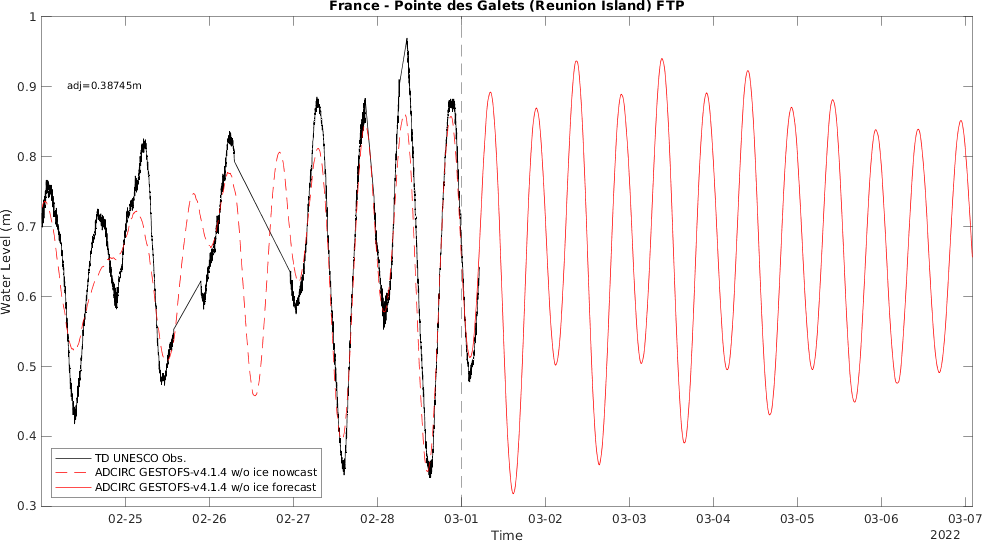 France - Pointe des Galets (Reunion Island) FTP
1
0.9
0.8
0.7
0.6
0.5
0.4
0.3
Water Level (m)
adj=0.38745m
TD UNESCO Obs.
ADCIRC GESTOFS-v4.1.4 w/o ice nowcast
ADCIRC GESTOFS-v4.1.4 w/o ice forecast
02-25 02-26 02-27 02-28 03-01 03-02 03-03 03-04 03-05 03-06 03-07
Time
2022